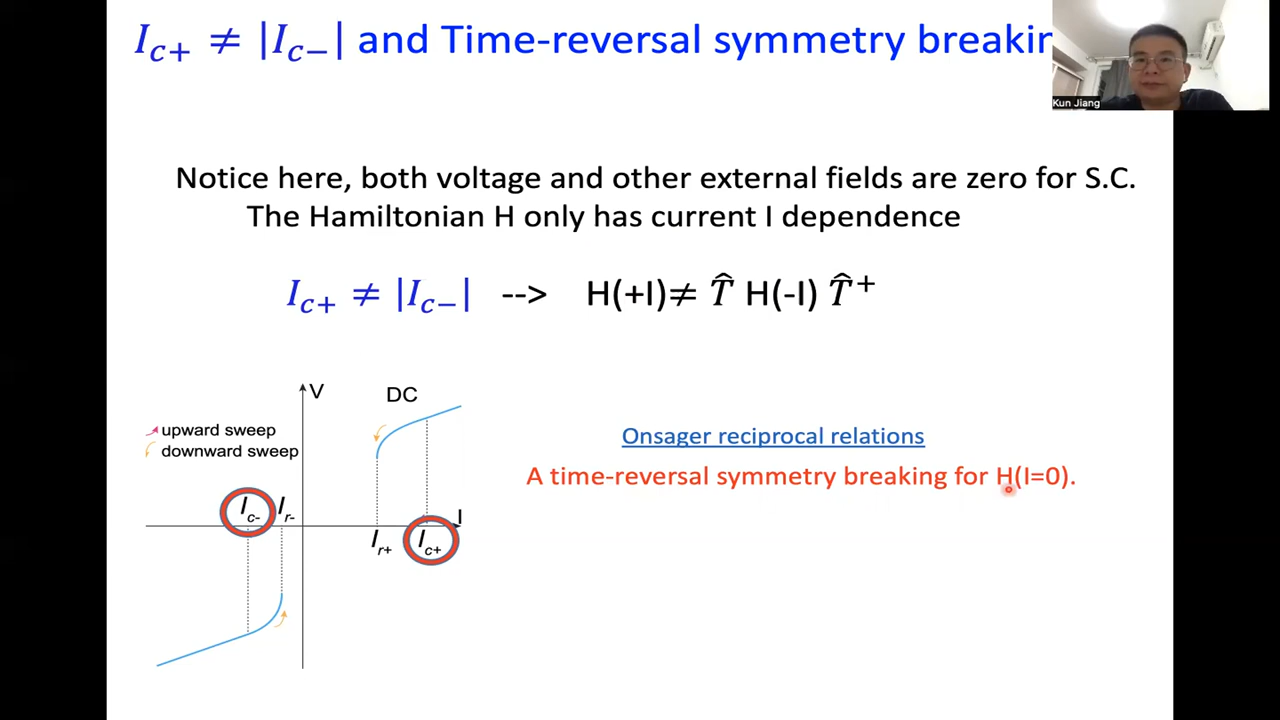 I_{c+} ≠ |I_{c−}| and Time-reversal symmetry breakin
Kun Jiang
Notice here, both voltage and other external fields are zero for S.C.
The Hamiltonian H only has current I dependence
I_{c+} ≠ |I_{c−}| --> H(+I)≠ T̂ H(-I) T̂⁺
V
DC
upward sweep
downward sweep
I_{c-} I_{r-}
I
I_{r+} I_{c+}
Onsager reciprocal relations
A time-reversal symmetry breaking for H(I=0).